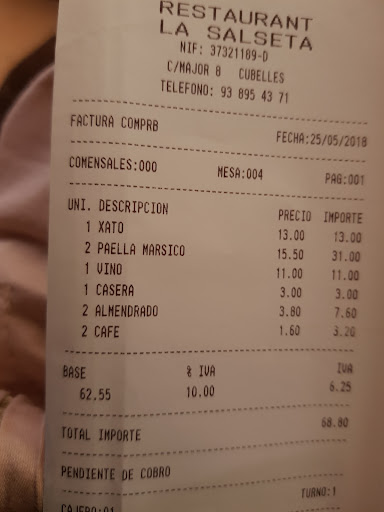 RESTAURANT
LA SALSETA
NIF: 37321189-D
C/MAJOR 8 CUBELLES
TELEFONO: 93 895 43 71
FACTURA COMPRB FECHA:25/05/2018
COMENSALES:000 MESA:004 PAG:001
UNI. DESCRIPCION PRECIO IMPORTE
1 XATO 13.00 13.00
2 PAELLA MARSICO 15.50 31.00
1 VINO 11.00 11.00
1 CASERA 3.00 3.00
2 ALMENDRADO 3.80 7.60
2 CAFE 1.60 3.20
BASE % IVA IVA
62.55 10.00 6.25
TOTAL IMPORTE 68.80
PENDIENTE DE COBRO
TURNO:1
CAJERO:01